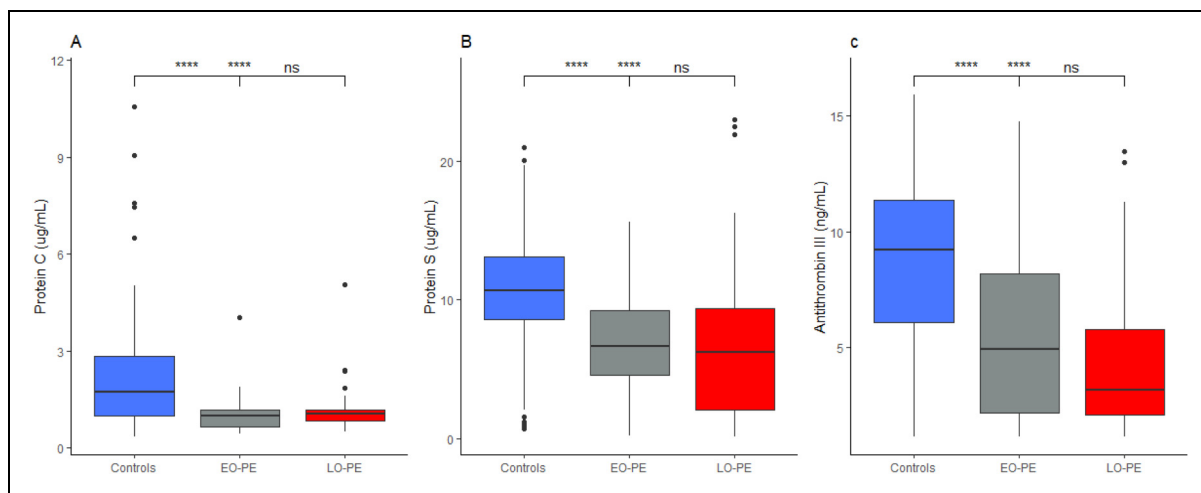 A
12
9
6
3
0
Protein C (ug/mL)
**** **** ns
Controls EO-PE LO-PE
B
20
10
0
Protein S (ug/mL)
**** **** ns
Controls EO-PE LO-PE
c
15
10
5
Antithrombin III (ng/mL)
**** **** ns
Controls EO-PE LO-PE